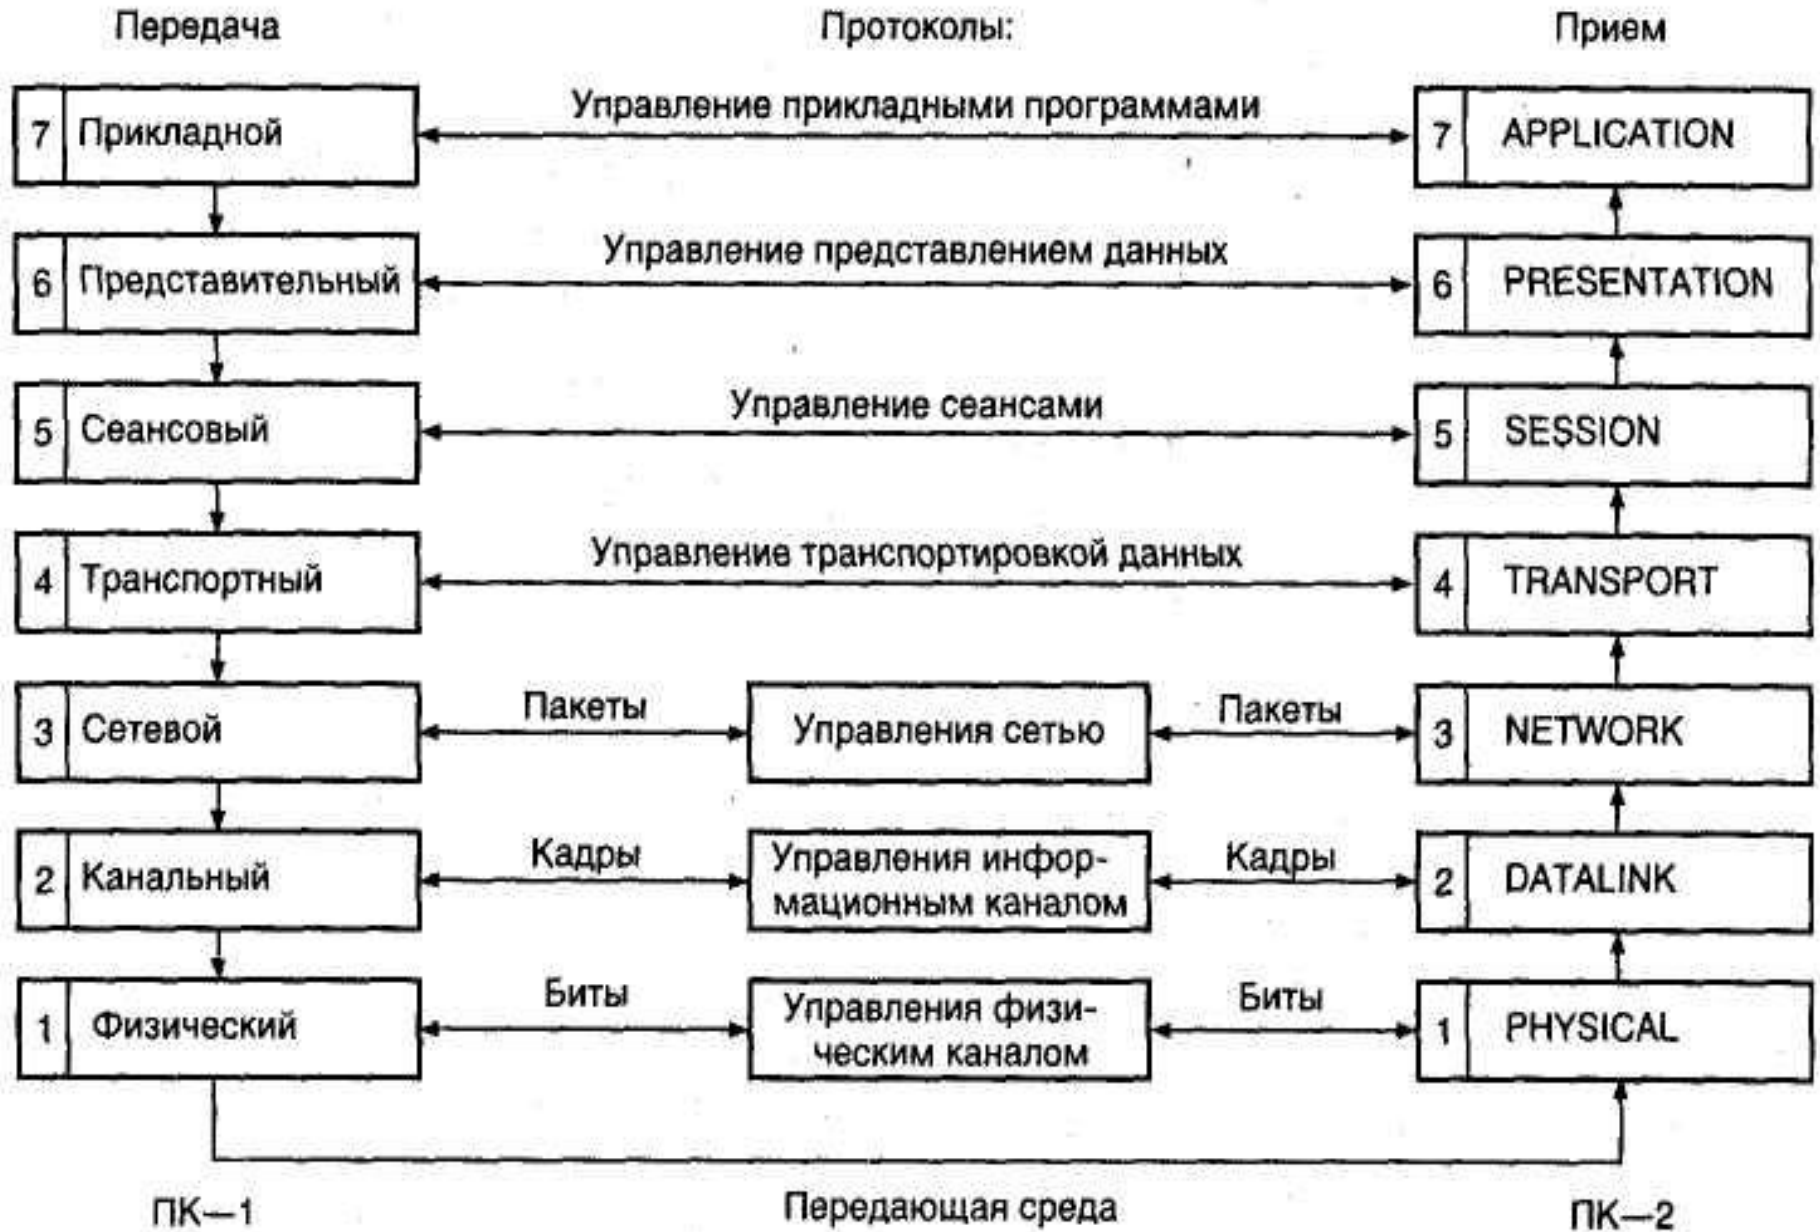 Передача Протоколы: Прием
Управление прикладными программами
7 Прикладной 7 APPLICATION
Управление представлением данных
6 Представительный 6 PRESENTATION
Управление сеансами
5 Сеансовый 5 SESSION
Управление транспортировкой данных
4 Транспортный 4 TRANSPORT
Пакеты Пакеты
3 Сетевой Управления сетью 3 NETWORK
Кадры Управления инфор- Кадры
2 Канальный мационным каналом 2 DATALINK
Биты Управления физи- Биты
1 Физический ческим каналом 1 PHYSICAL
ПК—1 Передающая среда ПК—2